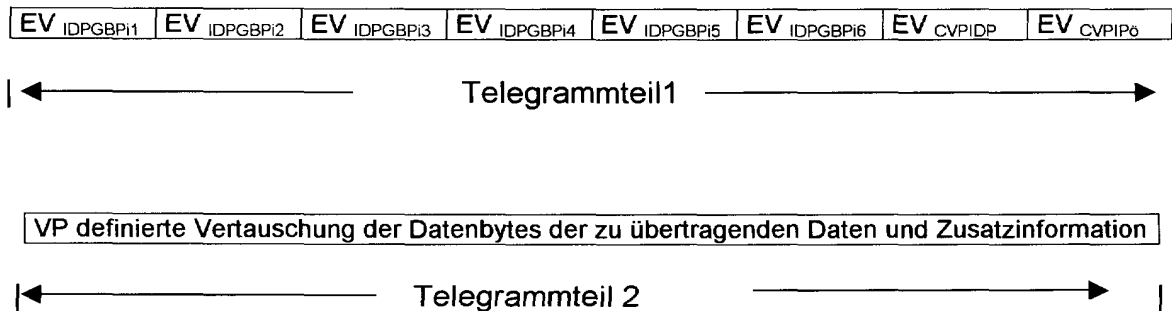 EV IDPGBPi1 EV IDPGBPi2 EV IDPGBPi3 EV IDPGBPi4 EV IDPGBPi5 EV IDPGBPi6 EV CVPIDP EV CVPIPö
Telegrammteil1
VP definierte Vertauschung der Datenbytes der zu übertragenden Daten und Zusatzinformation
Telegrammteil 2